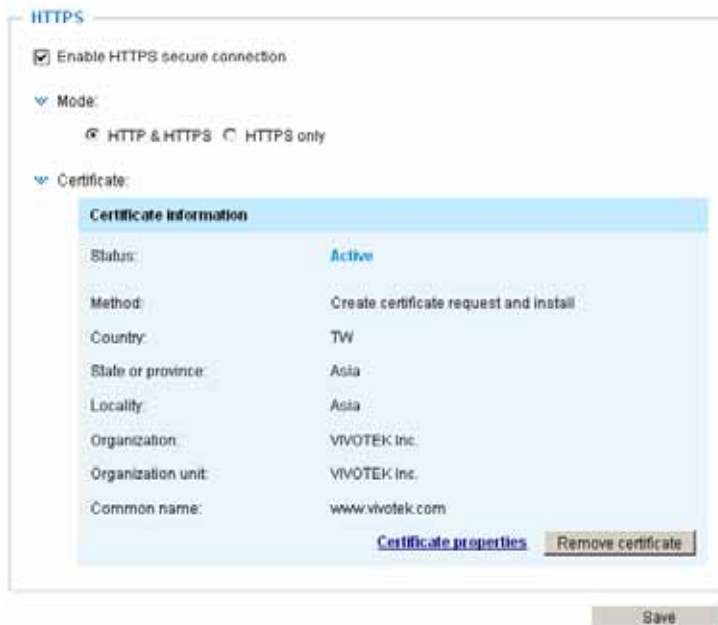 HTTPS
Enable HTTPS secure connection
Mode:
HTTP & HTTPS HTTPS only
Certificate:
Certificate information
Status: Active
Method: Create certificate request and install
Country: TW
State or province: Asia
Locality: Asia
Organization: VIVOTEK Inc.
Organization unit: VIVOTEK Inc.
Common name: www.vivotek.com
Certificate properties Remove certificate
Save